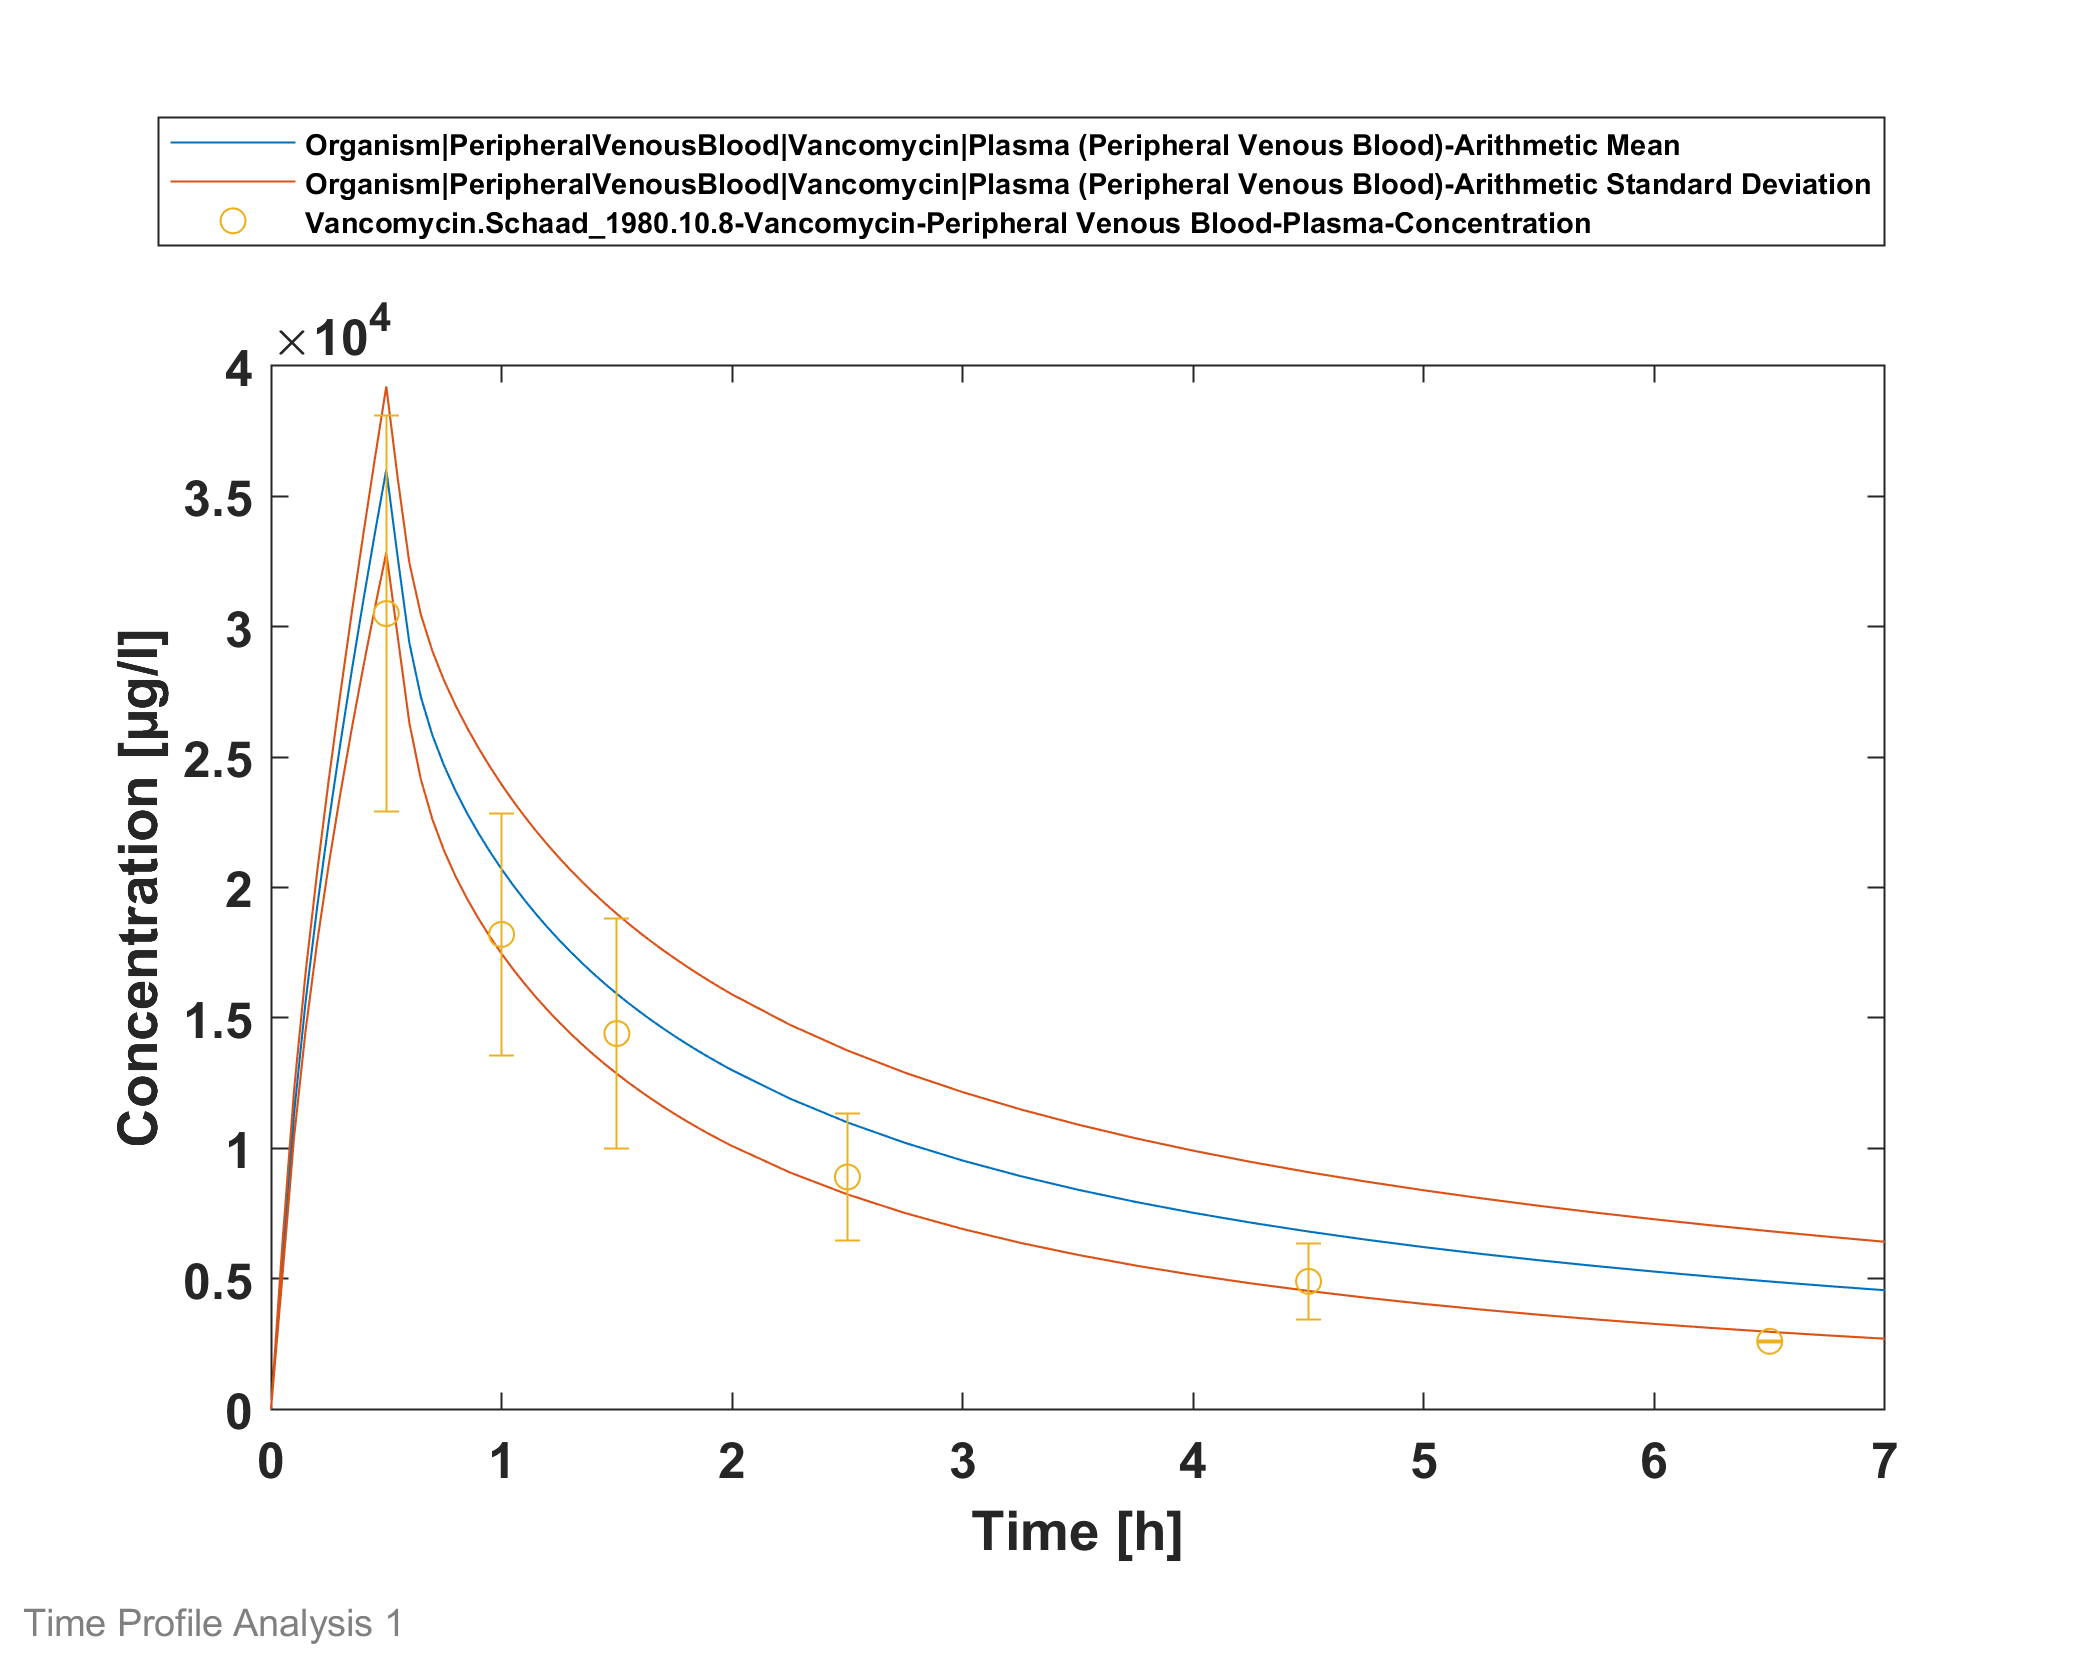 Organism|PeripheralVenousBlood|Vancomycin|Plasma (Peripheral Venous Blood)-Arithmetic Mean
Organism|PeripheralVenousBlood|Vancomycin|Plasma (Peripheral Venous Blood)-Arithmetic Standard Deviation
Vancomycin.Schaad_1980.10.8-Vancomycin-Peripheral Venous Blood-Plasma-Concentration
×10⁴
4
3.5
3
2.5
2
1.5
1
0.5
0
Concentration [µg/l]
0 1 2 3 4 5 6 7
Time [h]
Time Profile Analysis 1